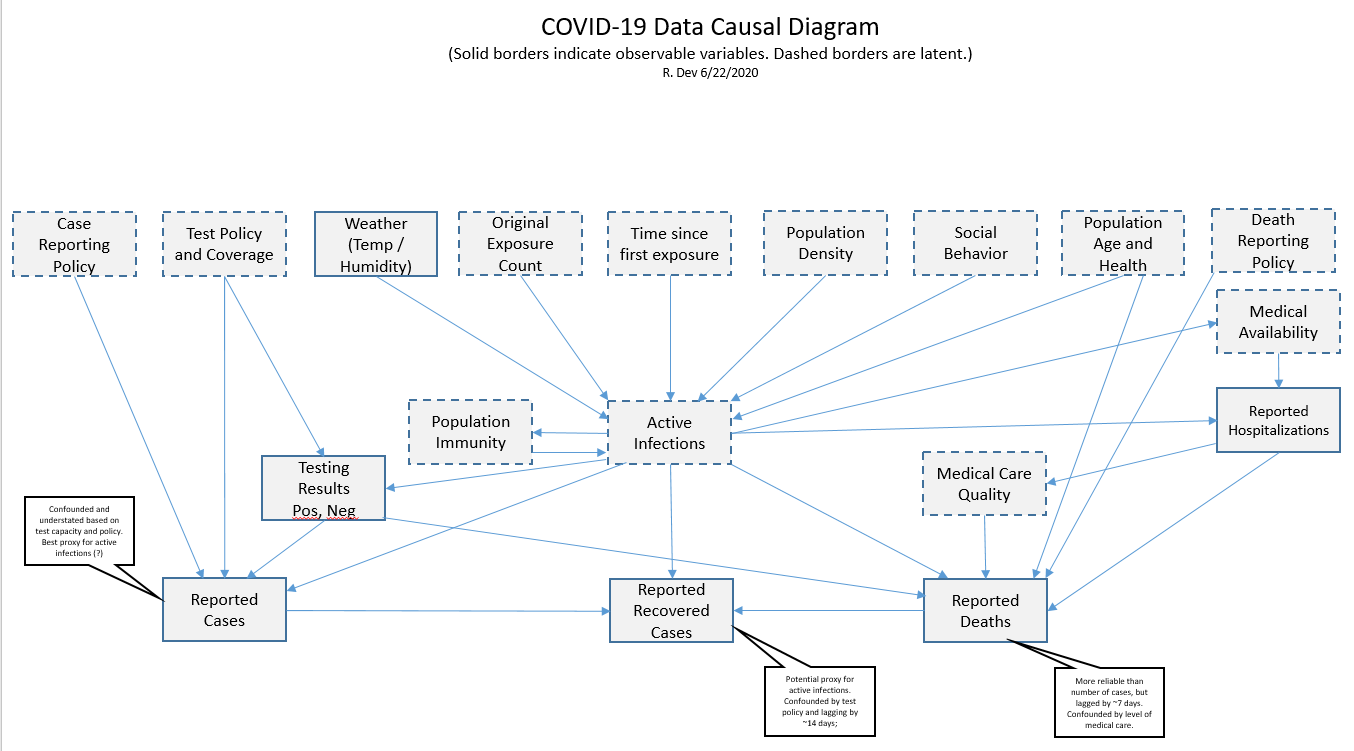 COVID-19 Data Causal Diagram
(Solid borders indicate observable variables. Dashed borders are latent.)
R. Dev 6/22/2020
Case
Reporting
Policy
Test Policy
and Coverage
Weather
(Temp /
Humidity)
Original
Exposure
Count
Time since
first exposure
Population
Density
Social
Behavior
Population
Age and
Health
Death
Reporting
Policy
Medical
Availability
Population
Immunity
Active
Infections
Reported
Hospitalizations
Testing
Results
Pos, Neg
Medical Care
Quality
Confounded and
understated based on
test capacity and policy.
Best proxy for active
infections (?)
Reported
Cases
Reported
Recovered
Cases
Reported
Deaths
Potential proxy for
active infections.
Confounded by test
policy and lagging by
~14 days;
More reliable than
number of cases, but
lagged by ~7 days.
Confounded by level of
medical care.